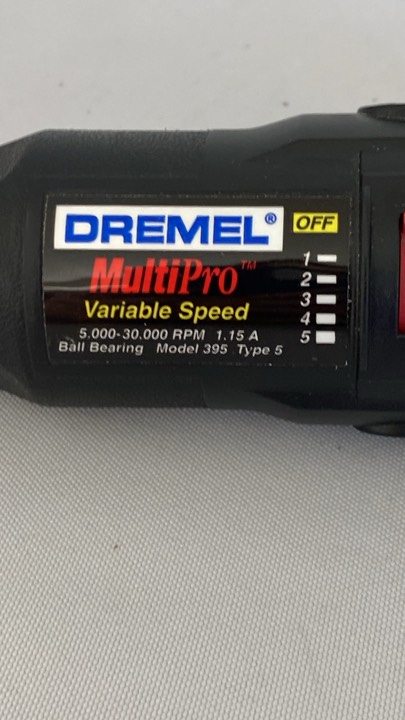 DREMEL® OFF
MultiPro™
Variable Speed
5,000-30,000 RPM 1.15 A
Ball Bearing Model 395 Type 5
1
2
3
4
5